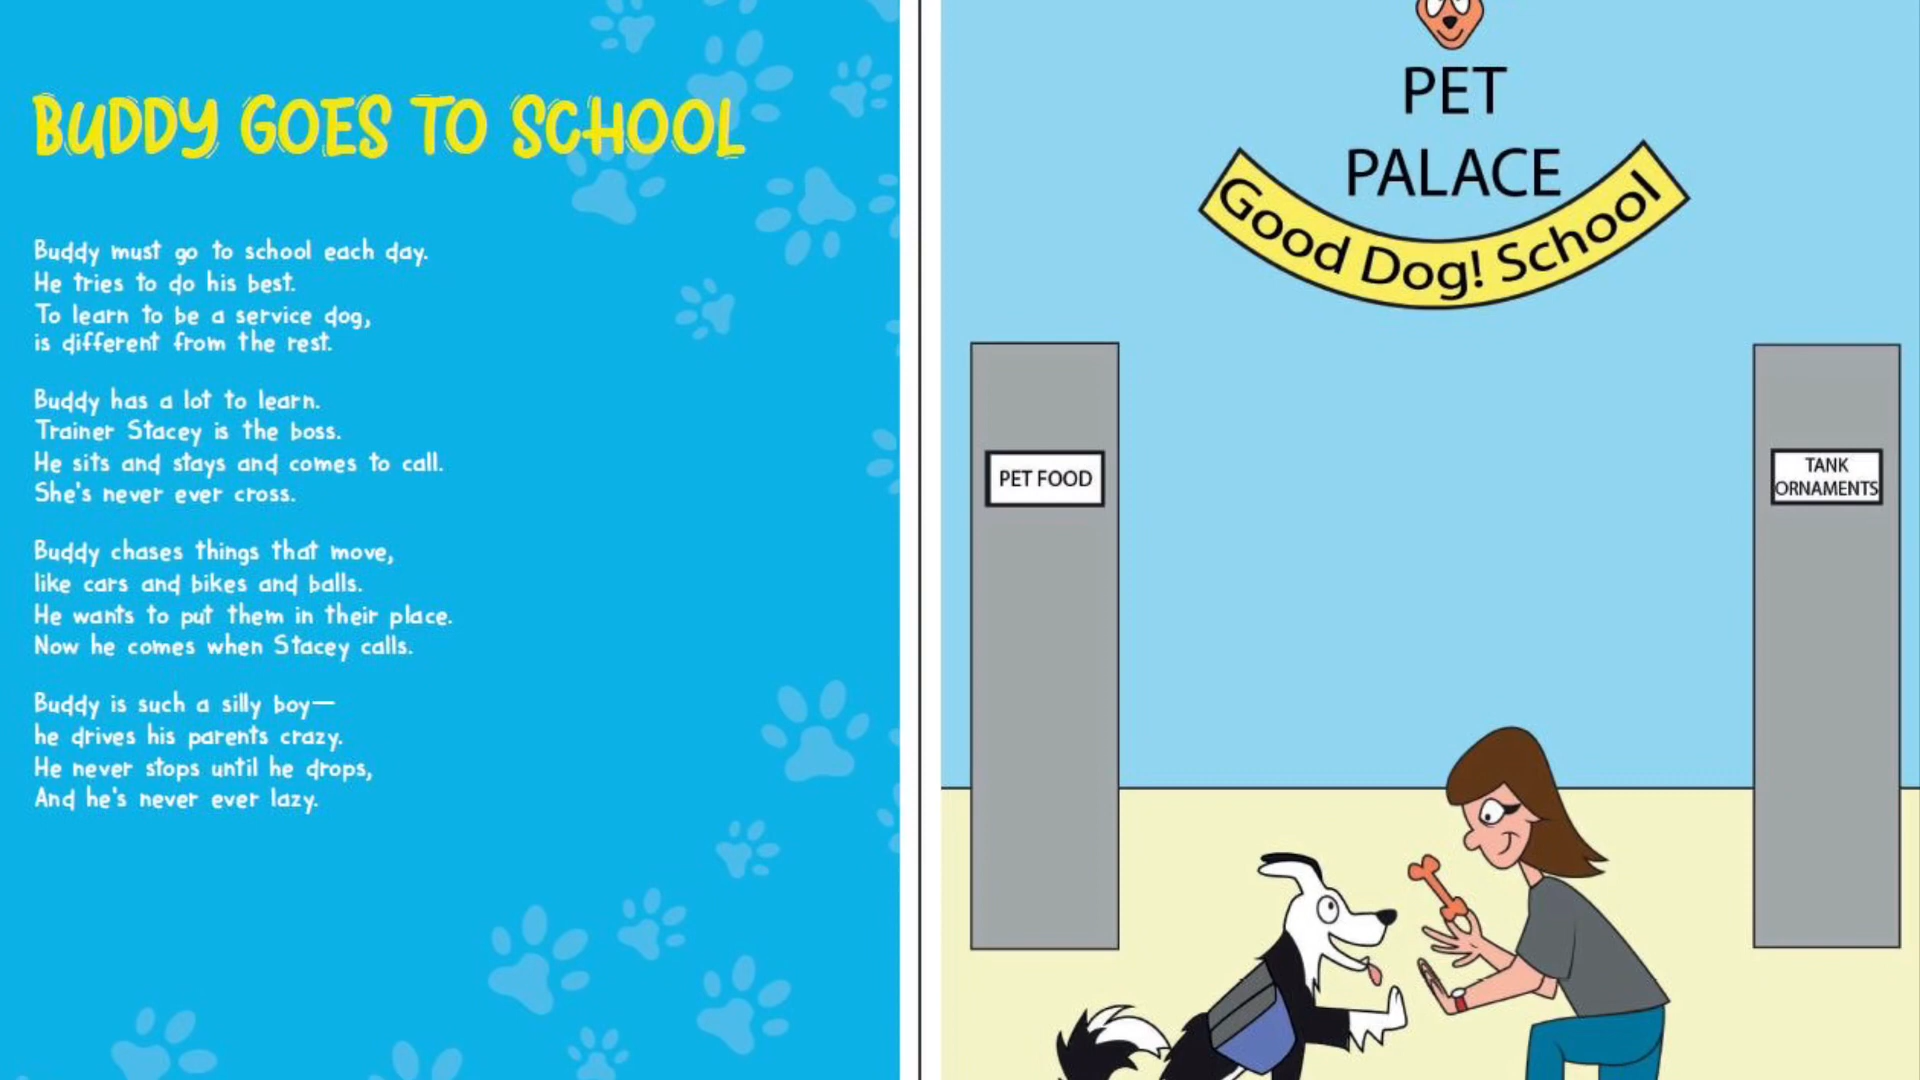 BUDDY GOES TO SCHOOL
Buddy must go to school each day.
He tries to do his best.
To learn to be a service dog,
is different from the rest.
Buddy has a lot to learn.
Trainer Stacey is the boss.
He sits and stays and comes to call.
She's never ever cross.
Buddy chases things that move,
like cars and bikes and balls.
He wants to put them in their place.
Now he comes when Stacey calls.
Buddy is such a silly boy—
he drives his parents crazy.
He never stops until he drops,
And he's never ever lazy.
PET
PALACE
Good Dog! School
PET FOOD
TANK
ORNAMENTS